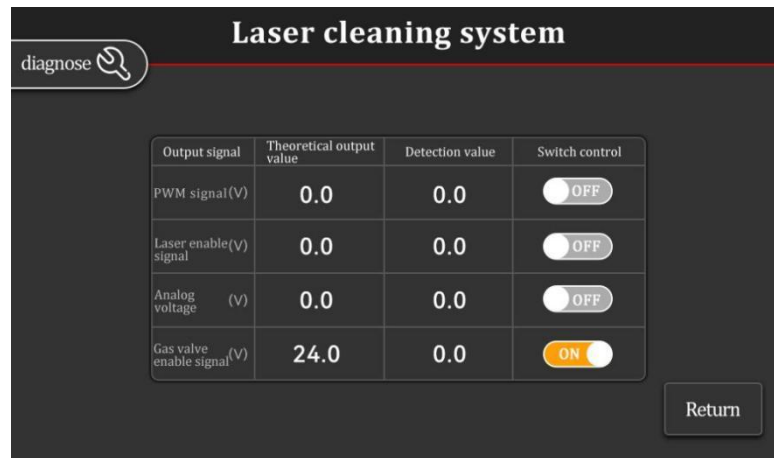 Laser cleaning system
diagnose
Output signal Theoretical output value Detection value Switch control
PWM signal(V) 0.0 0.0 OFF
Laser enable signal (V) 0.0 0.0 OFF
Analog voltage (V) 0.0 0.0 OFF
Gas valve enable signal (V) 24.0 0.0 ON
Return